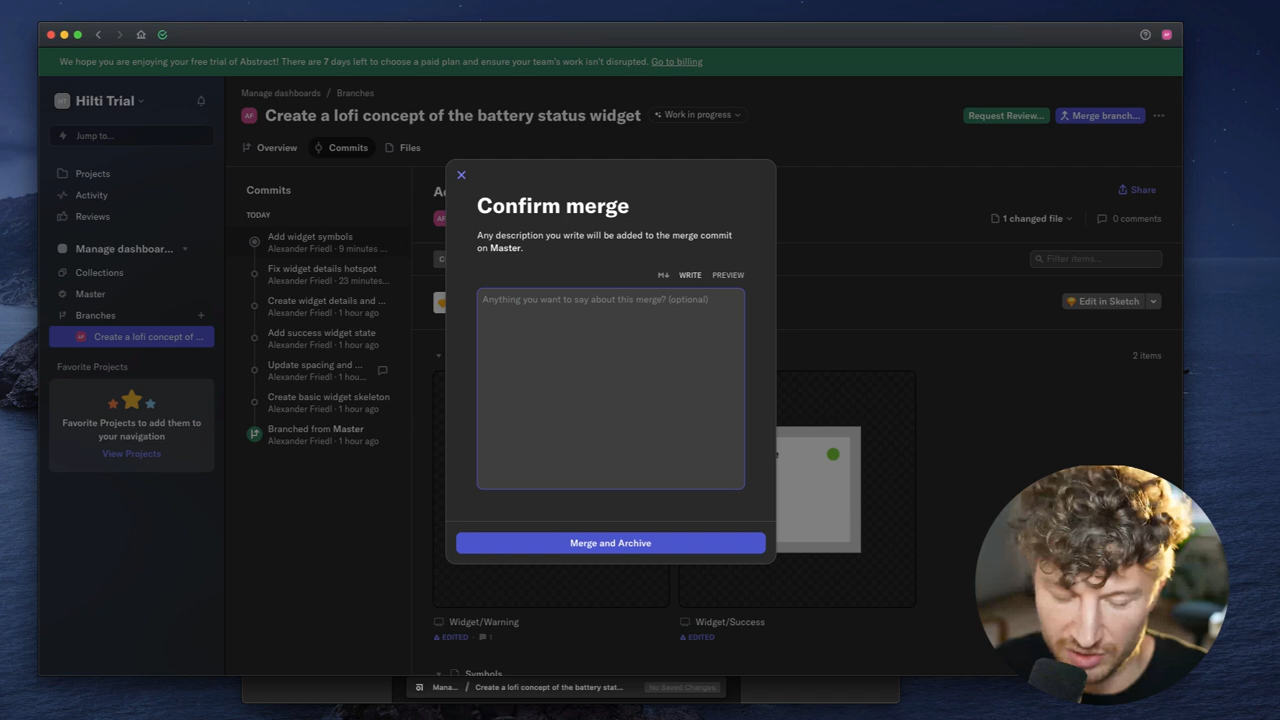 We hope you are enjoying your free trial of Abstract! There are 7 days left to choose a paid plan and ensure your team's work isn't disrupted. Go to billing
HT Hilti Trial
Jump to...
Projects
Activity
Reviews
Manage dashboar...
Collections
Master
Branches
AF Create a lofi concept of ...
Favorite Projects
Favorite Projects to add them to
your navigation
View Projects
Manage dashboards / Branches
AF Create a lofi concept of the battery status widget
Work in progress
Request Review...
Merge branch...
Overview
Commits
Files
Commits
TODAY
Add widget symbols
Alexander Friedl · 9 minutes ...
Fix widget details hotspot
Alexander Friedl · 23 minutes...
Create widget details and ...
Alexander Friedl · 1 hour ago
Add success widget state
Alexander Friedl · 1 hour ago
Update spacing and ...
Alexander Friedl · 1 hou...
Create basic widget skeleton
Alexander Friedl · 1 hour ago
Branched from Master
Alexander Friedl · 1 hour ago
Share
1 changed file
0 comments
Filter items...
Edit in Sketch
2 items
Confirm merge
Any description you write will be added to the merge commit
on Master.
M↓ WRITE PREVIEW
Anything you want to say about this merge? (optional)
Merge and Archive
Widget/Warning
EDITED · 1
Widget/Success
EDITED
Symbols
Mana... / Create a lofi concept of the battery stat...
No Saved Changes